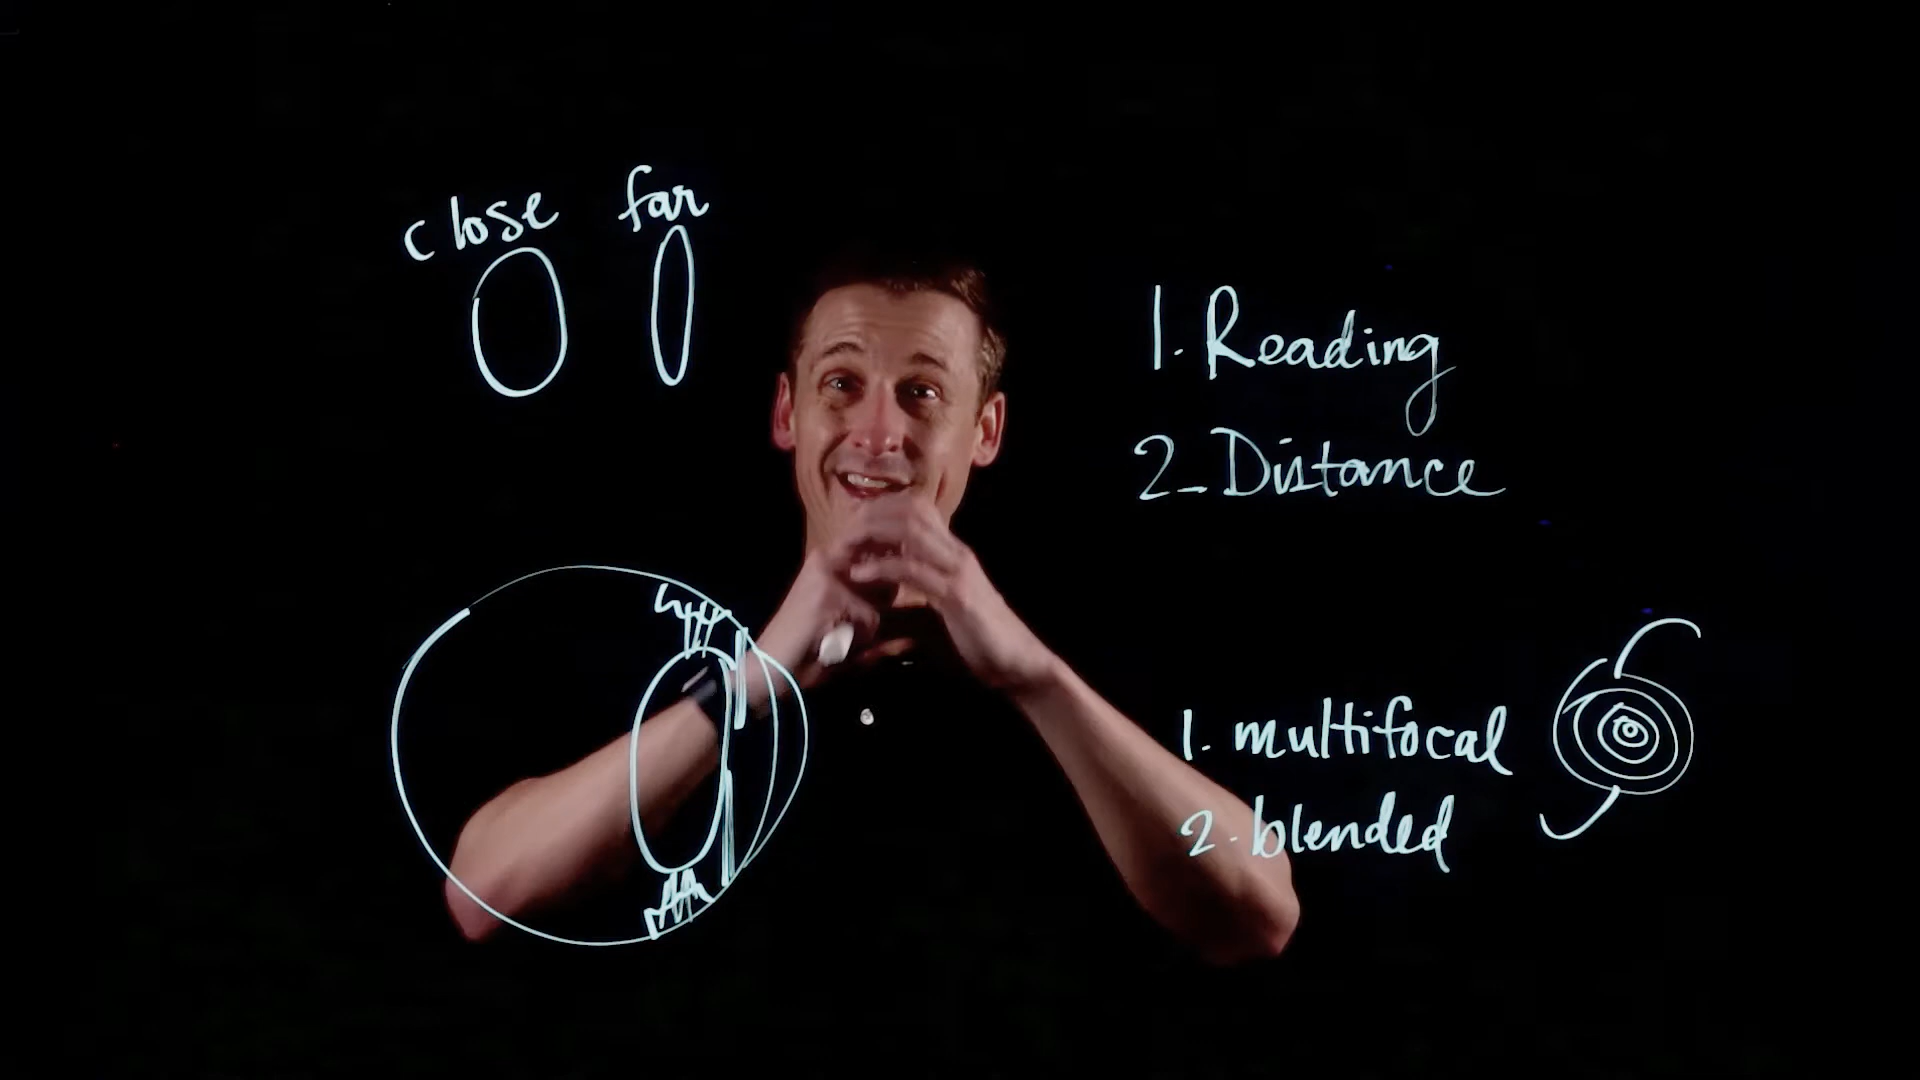 close far
1. Reading
2. Distance
1. multifocal
2. blended